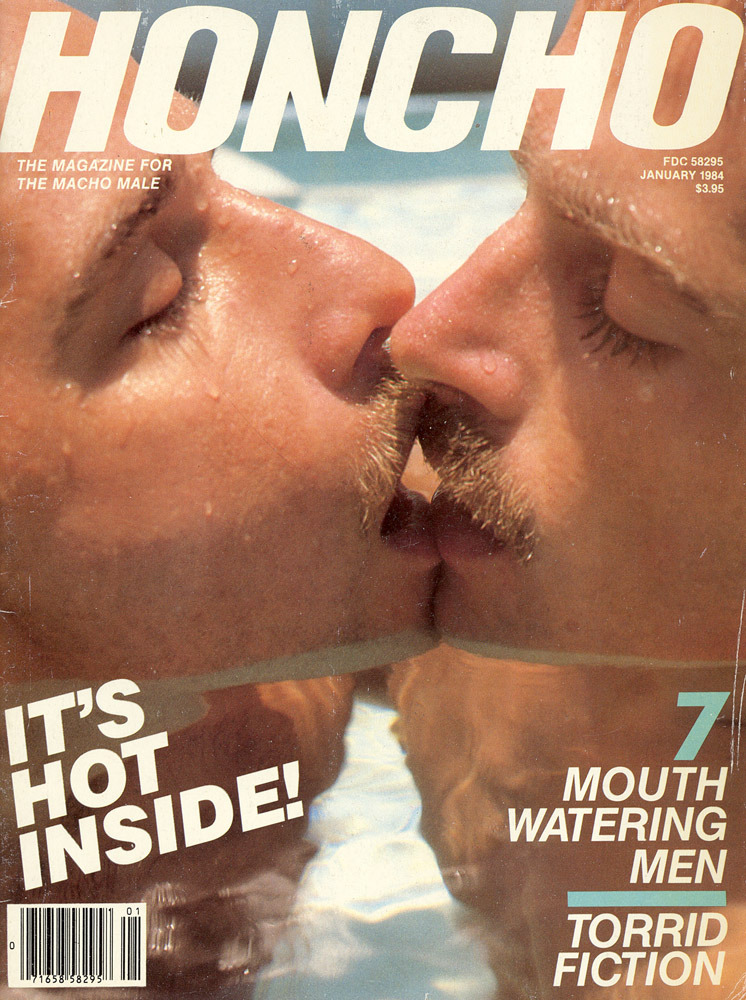 HONCHO
THE MAGAZINE FOR
THE MACHO MALE
FDC 58295
JANUARY 1984
$3.95
IT'S
HOT
INSIDE!
7
MOUTH
WATERING
MEN
TORRID
FICTION
1 01
0
71658 58295